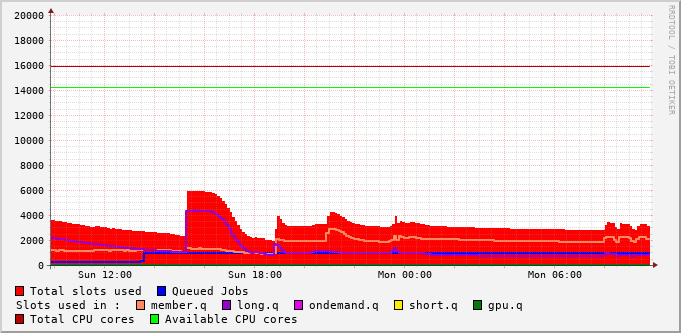 20000
18000
16000
14000
12000
10000
8000
6000
4000
2000
0
Sun 12:00 Sun 18:00 Mon 00:00 Mon 06:00
RRDTOOL / TOBI OETIKER
Total slots used Queued Jobs
Slots used in : member.q long.q ondemand.q short.q gpu.q
Total CPU cores Available CPU cores